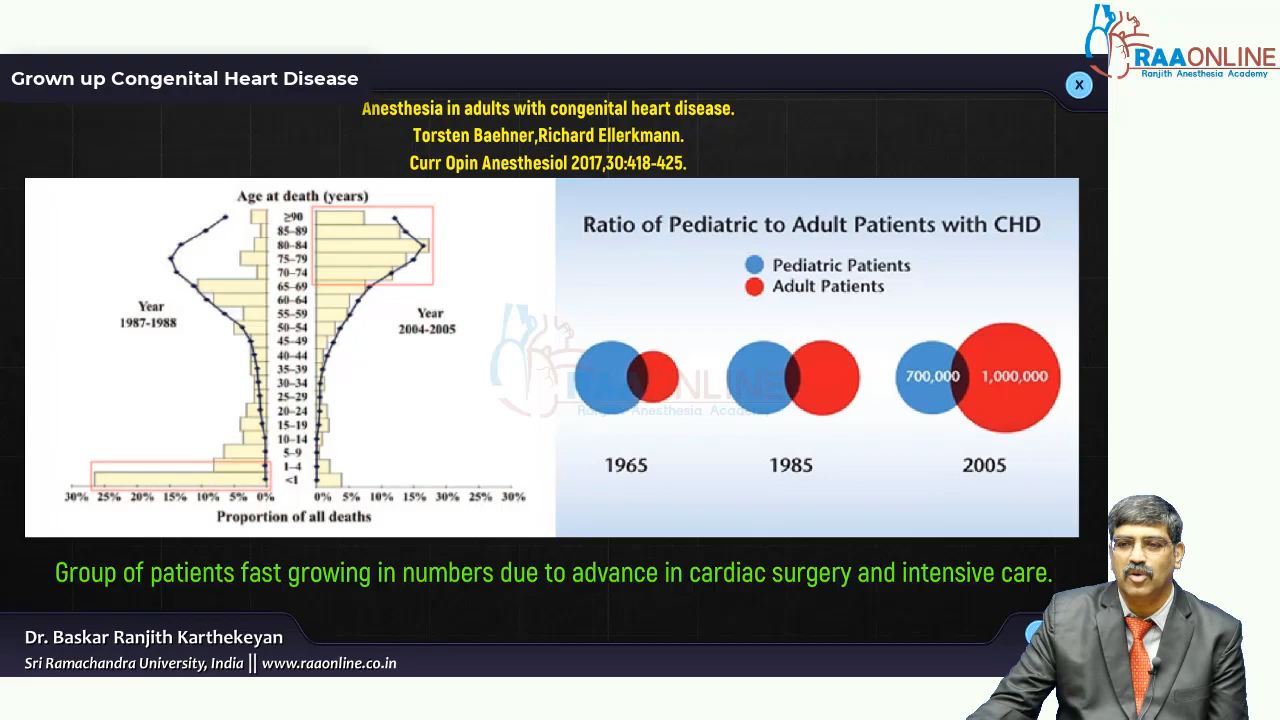 RAAONLINE
Ranjith Anesthesia Academy
Grown up Congenital Heart Disease
X
Anesthesia in adults with congenital heart disease.
Torsten Baehner,Richard Ellerkmann.
Curr Opin Anesthesiol 2017,30:418-425.
Age at death (years)
≥90
85–89
80–84
75–79
70–74
65–69
60–64
55–59
50–54
45–49
40–44
35–39
30–34
25–29
20–24
15–19
10–14
5–9
1–4
<1
Year
1987-1988
Year
2004-2005
30% 25% 20% 15% 10% 5% 0%
0% 5% 10% 15% 20% 25% 30%
Proportion of all deaths
Ratio of Pediatric to Adult Patients with CHD
Pediatric Patients
Adult Patients
700,000 1,000,000
1965 1985 2005
RAAONLINE
Ranjith Anesthesia Academy
Group of patients fast growing in numbers due to advance in cardiac surgery and intensive care.
Dr. Baskar Ranjith Karthekeyan
Sri Ramachandra University, India || www.raaonline.co.in